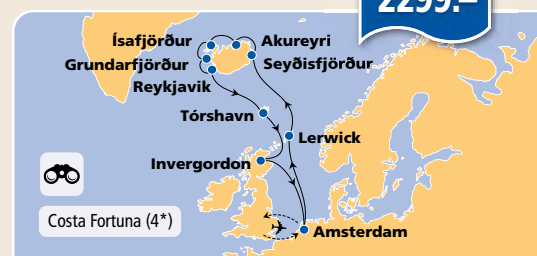 2299.–
Ísafjörður
Akureyri
Grundarfjörður
Seyðisfjörður
Reykjavik
Tórshavn
Lerwick
Invergordon
Costa Fortuna (4*)
Amsterdam